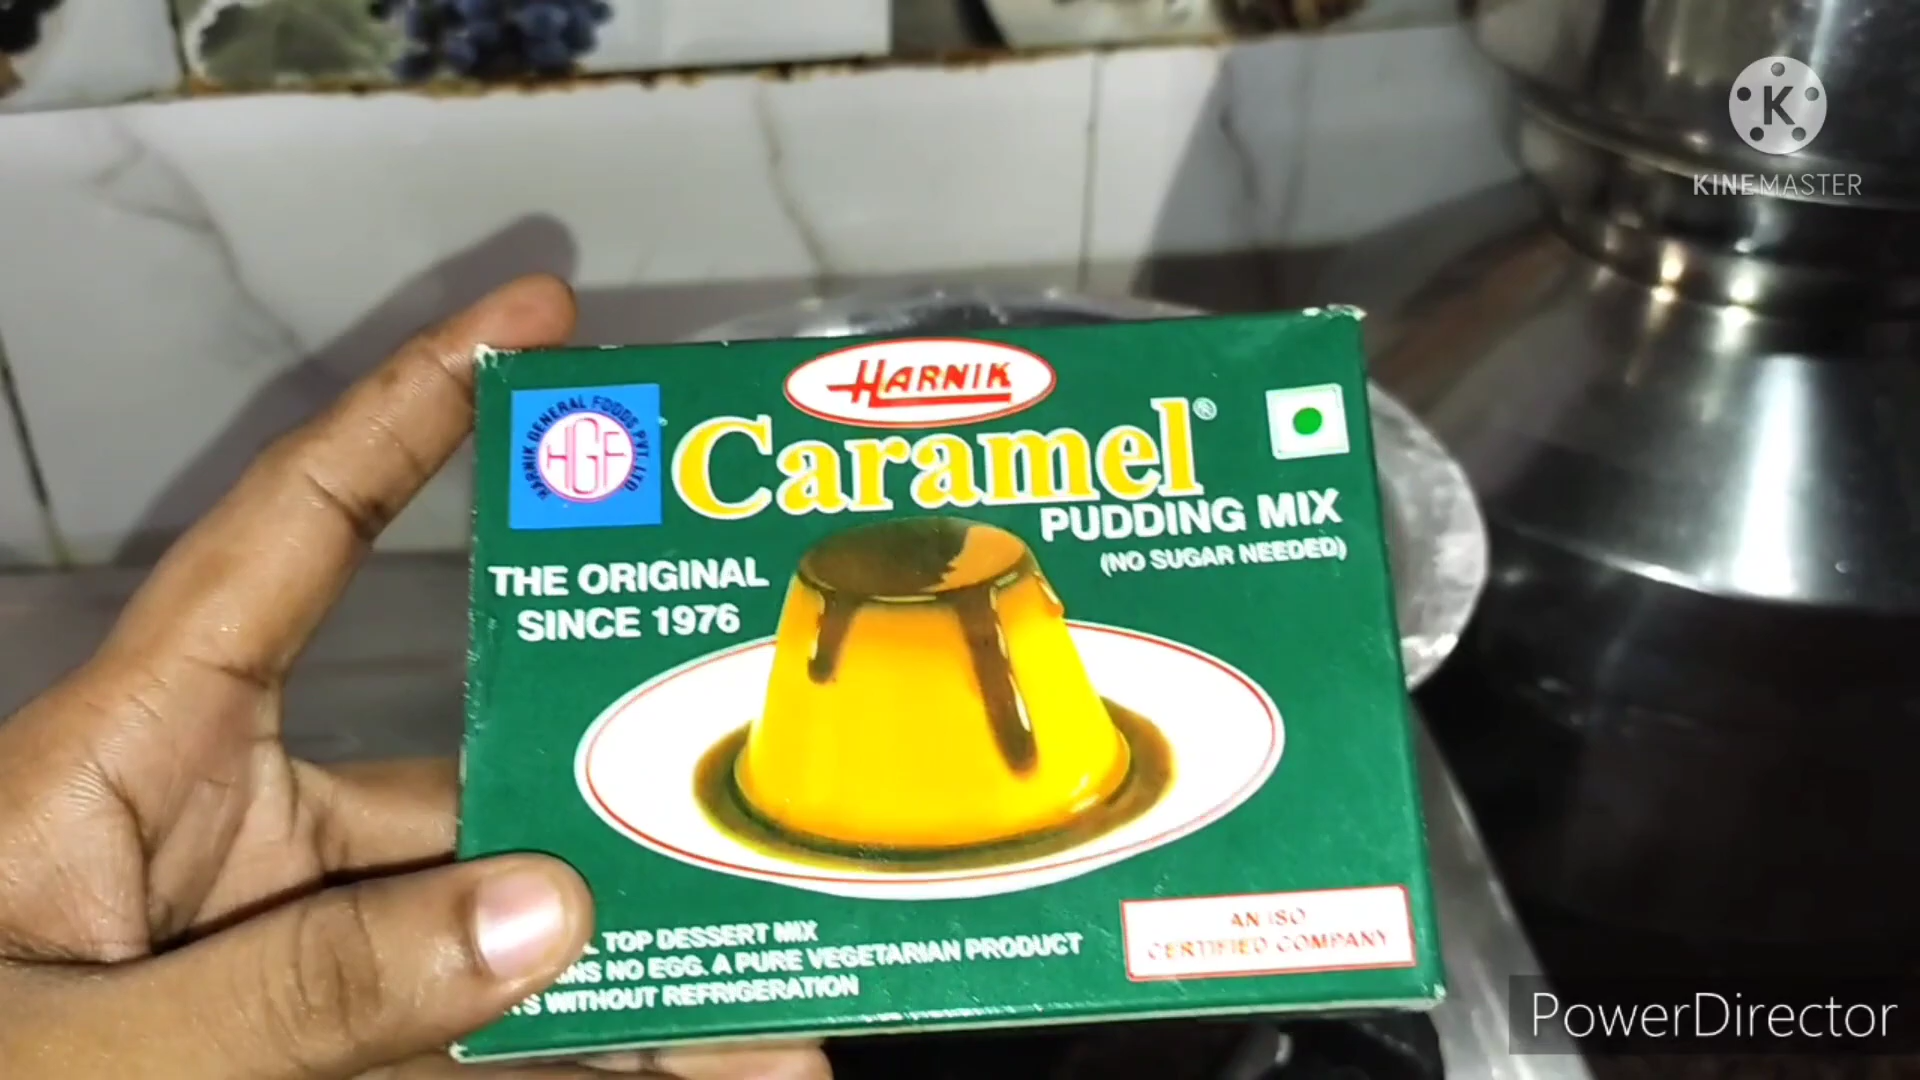 K
KINEMASTER
HARNIK
HARNIK GENERAL FOODS PVT. LTD
HGF
Caramel®
PUDDING MIX
(NO SUGAR NEEDED)
THE ORIGINAL
SINCE 1976
TOP DESSERT MIX
NO EGG. A PURE VEGETARIAN PRODUCT
WITHOUT REFRIGERATION
AN ISO
CERTIFIED COMPANY
PowerDirector